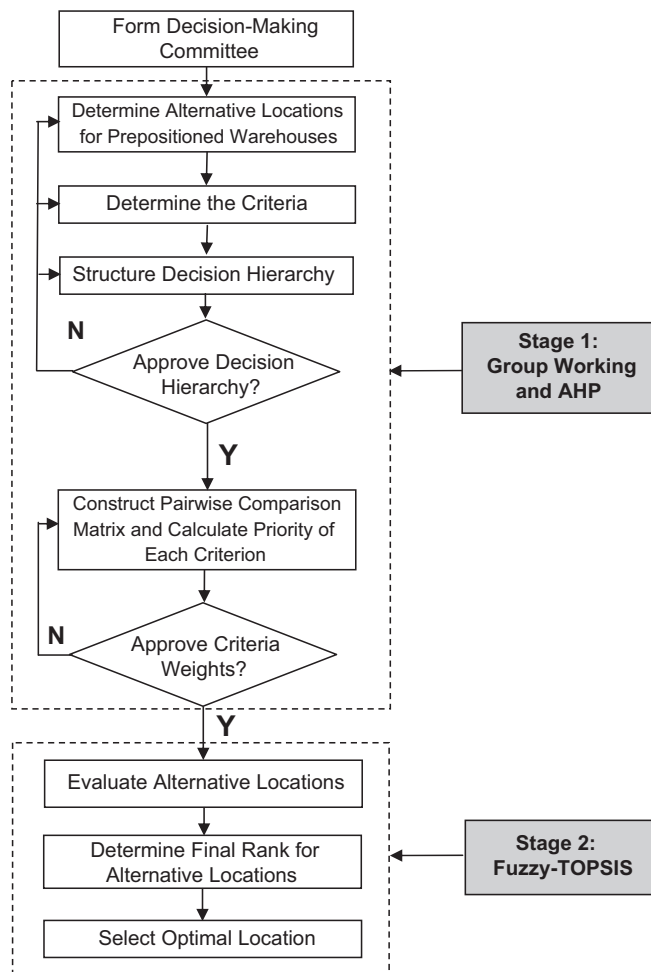 Form Decision-Making
Committee
Determine Alternative Locations
for Prepositioned Warehouses
Determine the Criteria
Structure Decision Hierarchy
N
Approve Decision
Hierarchy?
Stage 1:
Group Working
and AHP
Y
Construct Pairwise Comparison
Matrix and Calculate Priority of
Each Criterion
N
Approve Criteria
Weights?
Y
Evaluate Alternative Locations
Determine Final Rank for
Alternative Locations
Stage 2:
Fuzzy-TOPSIS
Select Optimal Location